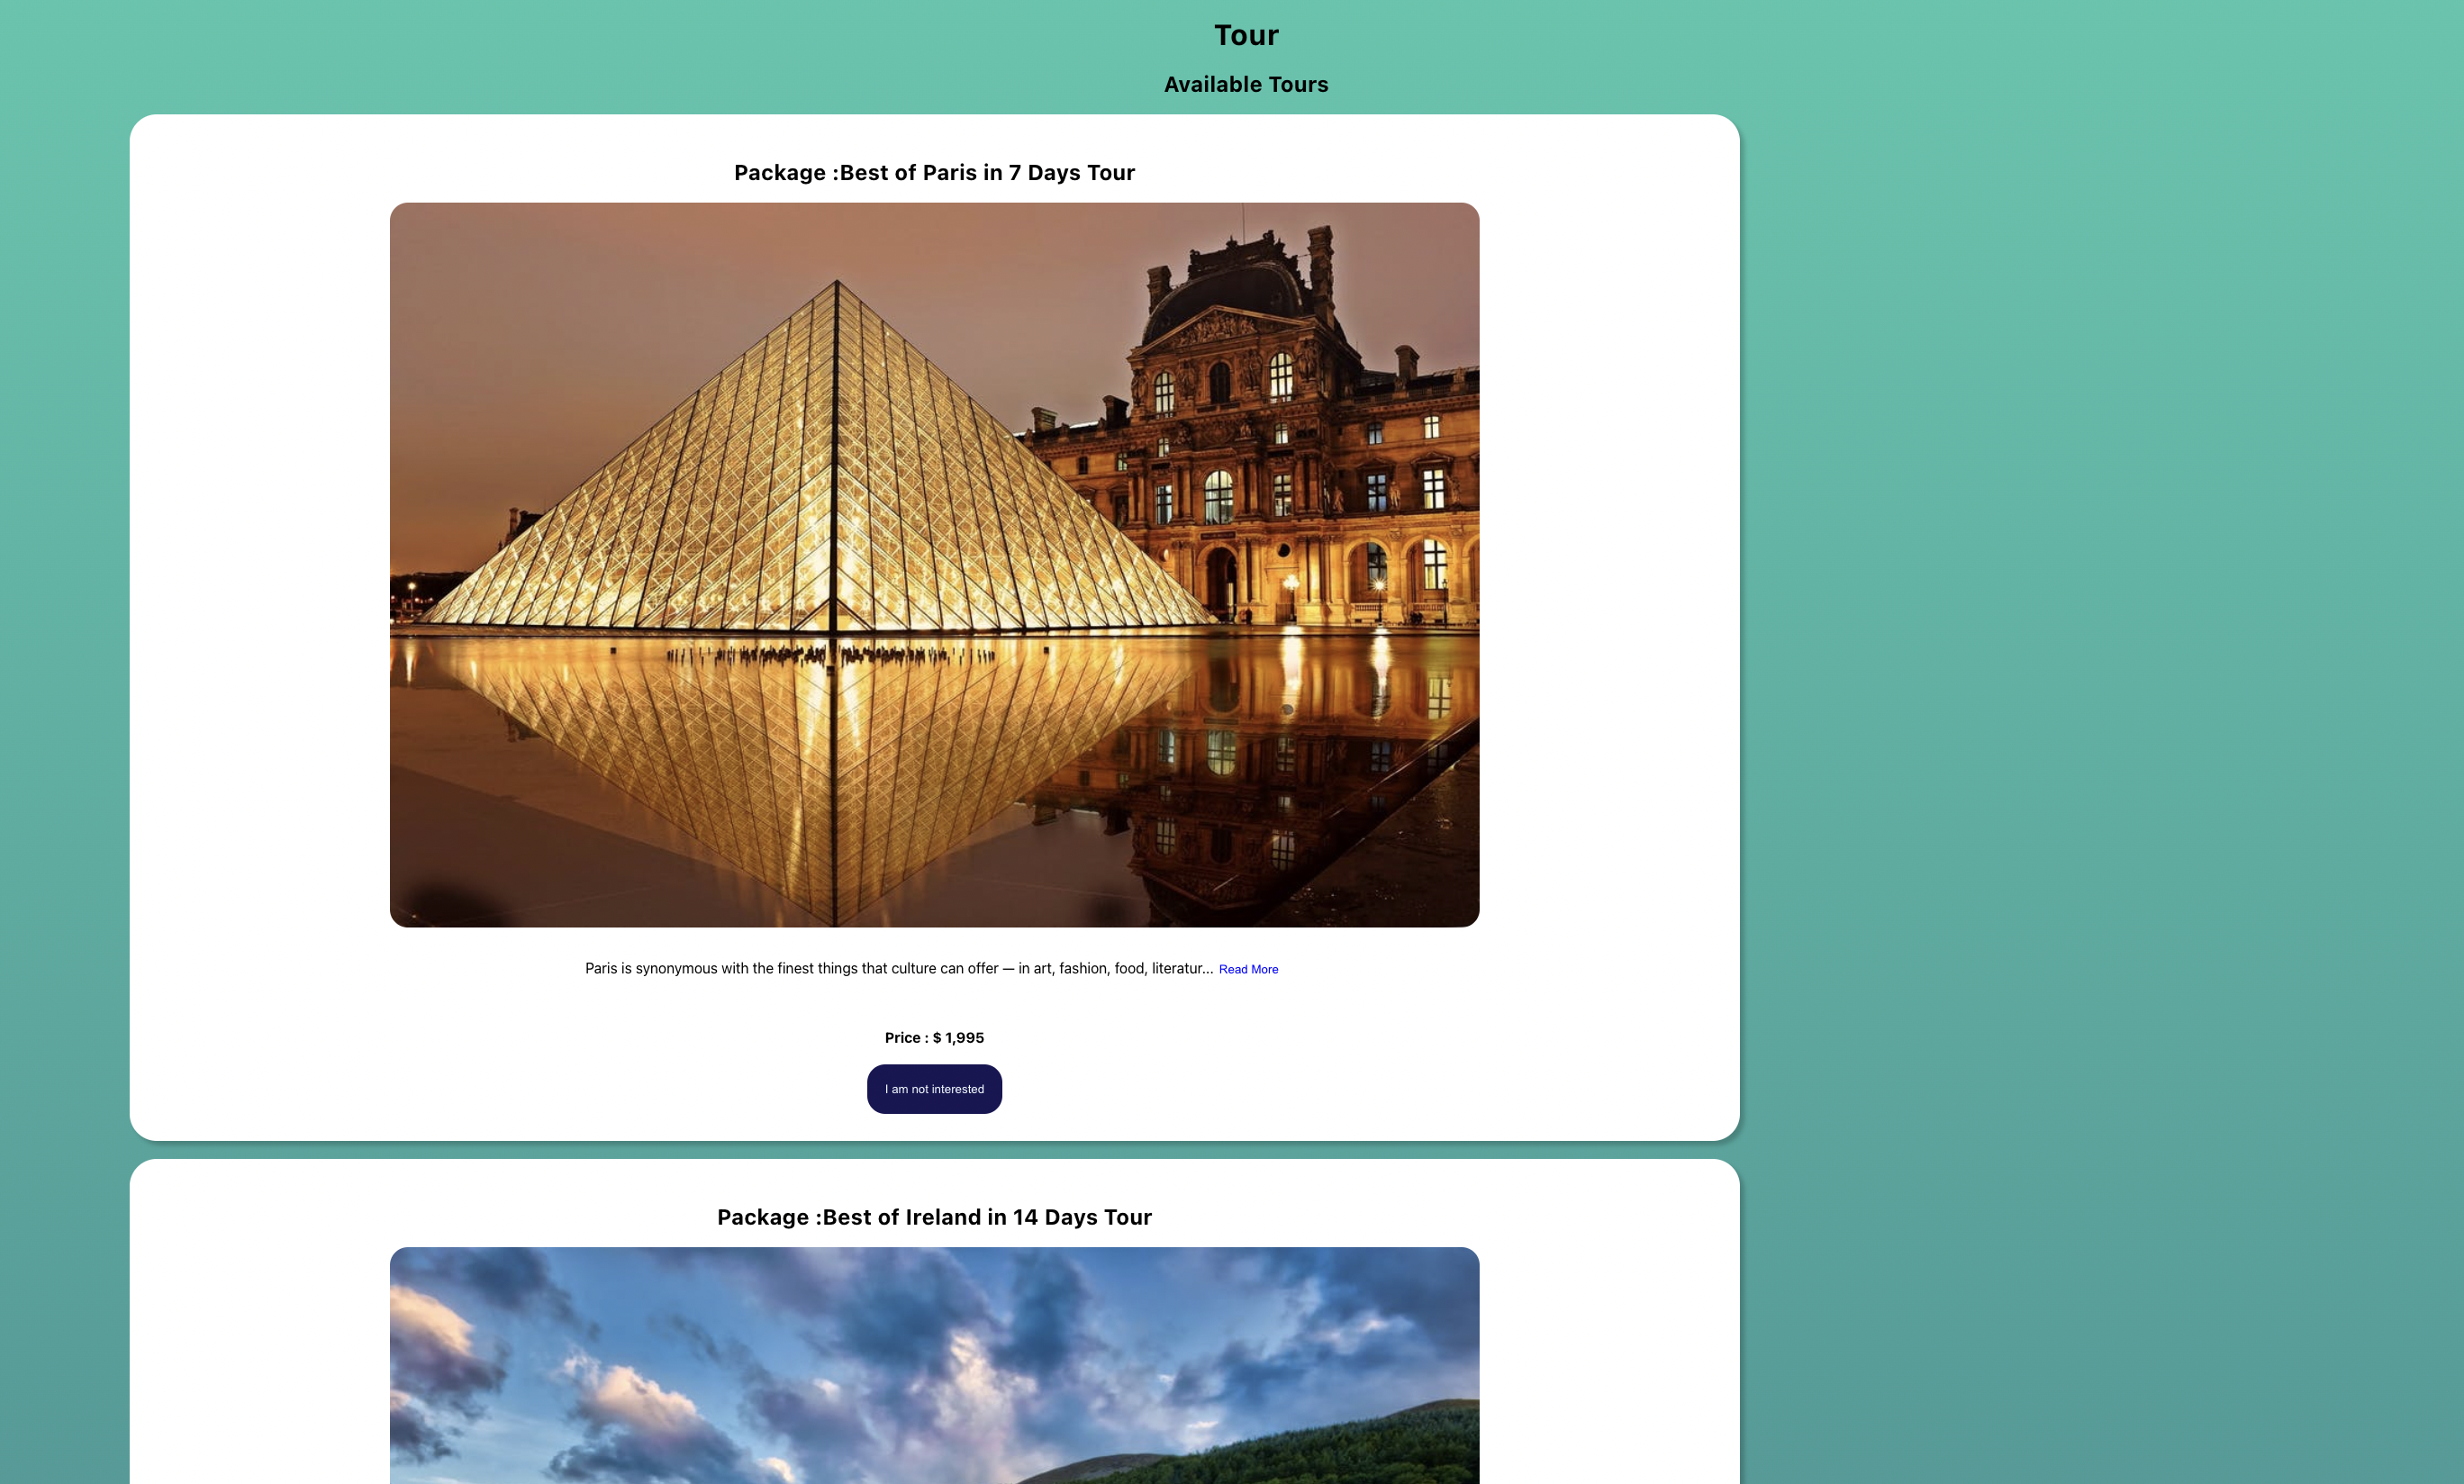 Tour
Available Tours
Package :Best of Paris in 7 Days Tour
Paris is synonymous with the finest things that culture can offer — in art, fashion, food, literatur... Read More
Price : $ 1,995
I am not interested
Package :Best of Ireland in 14 Days Tour